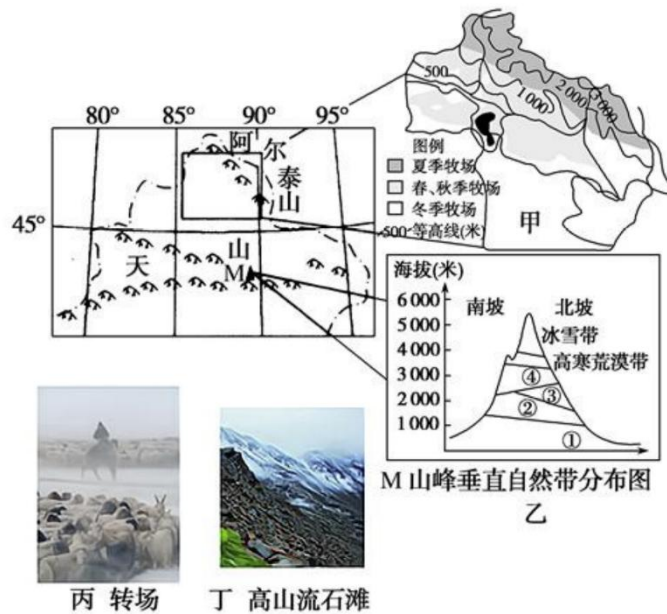 80°
85°
90°
95°
阿尔泰山
45°
天
山
M
500
1 000
2 000
3 000
图例
夏季牧场
春、秋季牧场
冬季牧场
500
等高线(米)
甲
海拔(米)
6 000
5 000
4 000
3 000
2 000
1 000
南坡
北坡
冰雪带
高寒荒漠带
④
③
②
①
M山峰垂直自然带分布图
乙
丙 转场
丁 高山流石滩